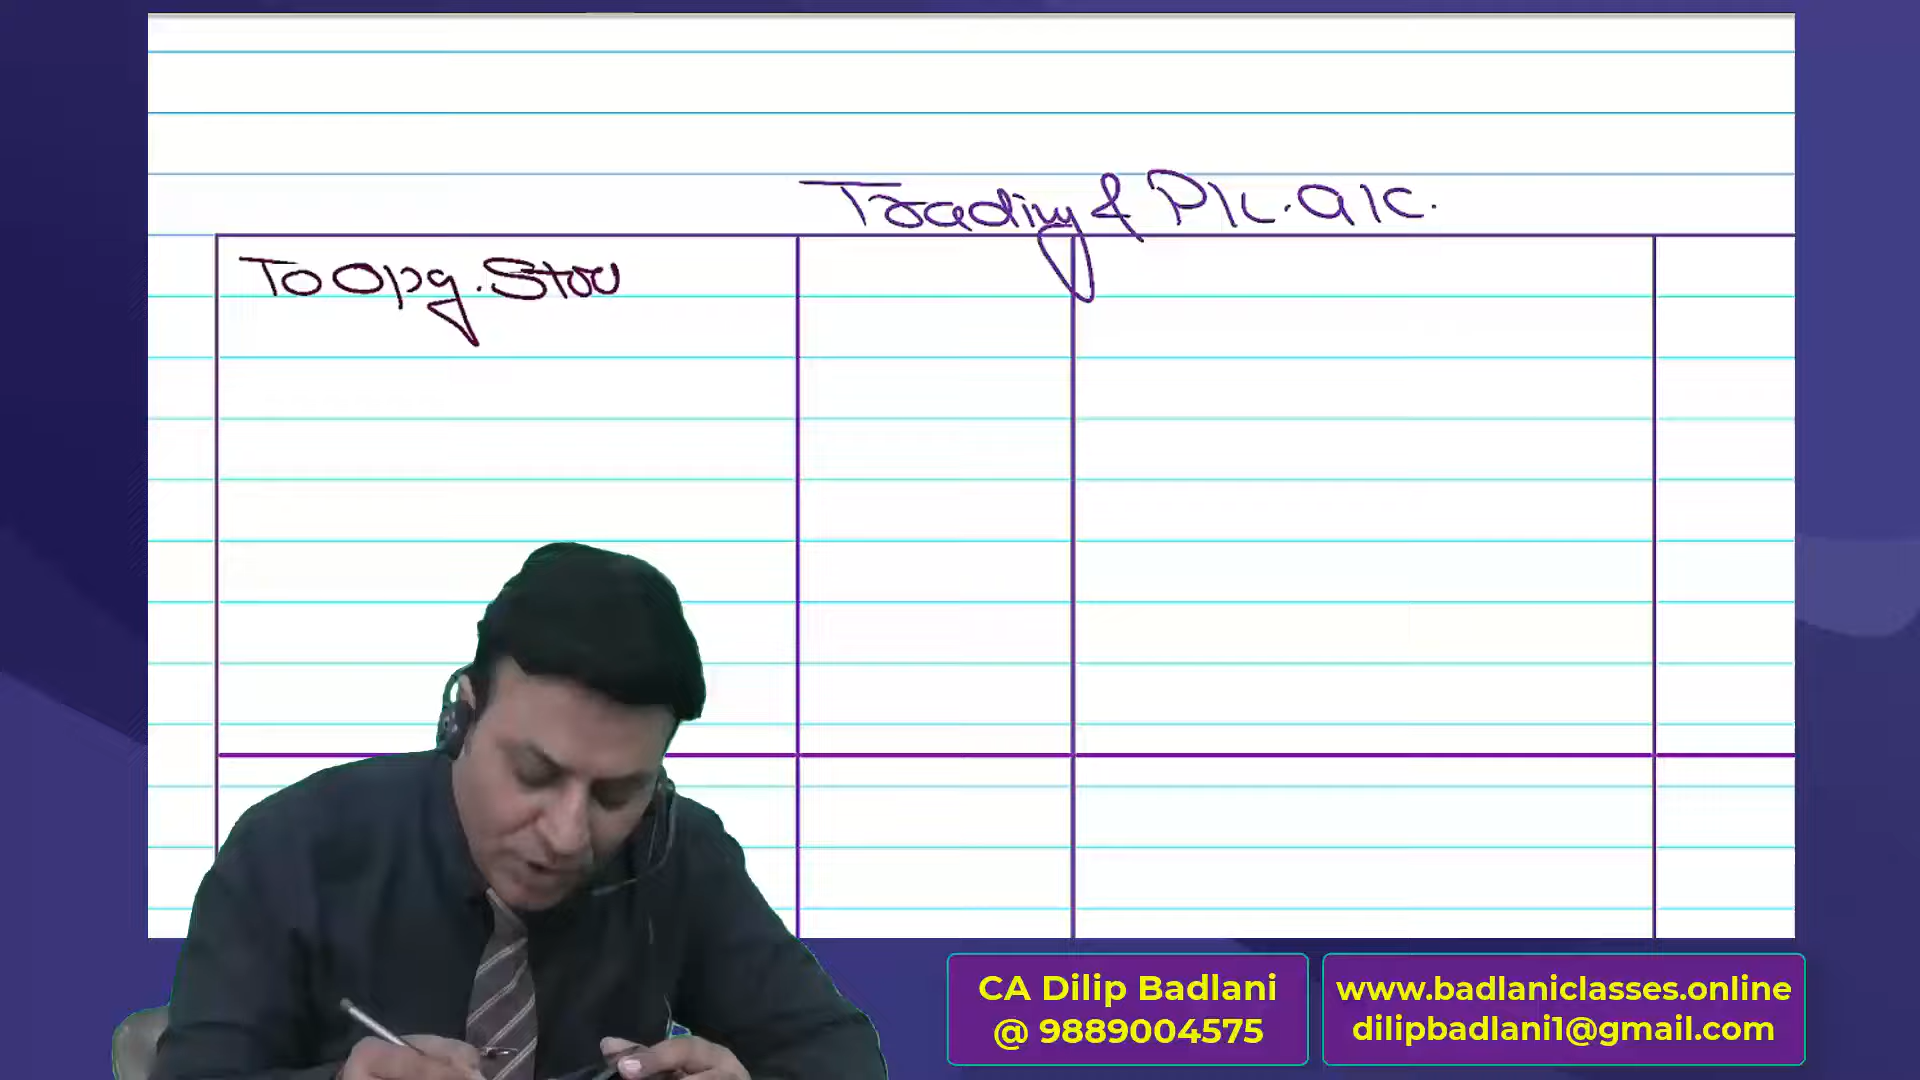 Trading & P/L. a/c.
To Opg. Stoc
CA Dilip Badlani
@ 9889004575
www.badlaniclasses.online
dilipbadlani1@gmail.com